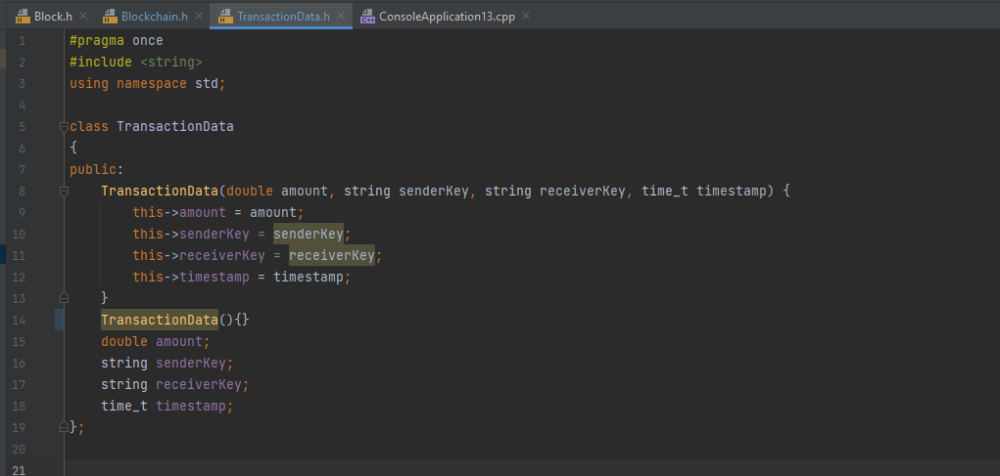 Block.h Blockchain.h TransactionData.h ConsoleApplication13.cpp
1 #pragma once
2 #include <string>
3 using namespace std;
4
5 class TransactionData
6 {
7 public:
8     TransactionData(double amount, string senderKey, string receiverKey, time_t timestamp) {
9         this->amount = amount;
10         this->senderKey = senderKey;
11         this->receiverKey = receiverKey;
12         this->timestamp = timestamp;
13     }
14     TransactionData(){}
15     double amount;
16     string senderKey;
17     string receiverKey;
18     time_t timestamp;
19 };
20
21